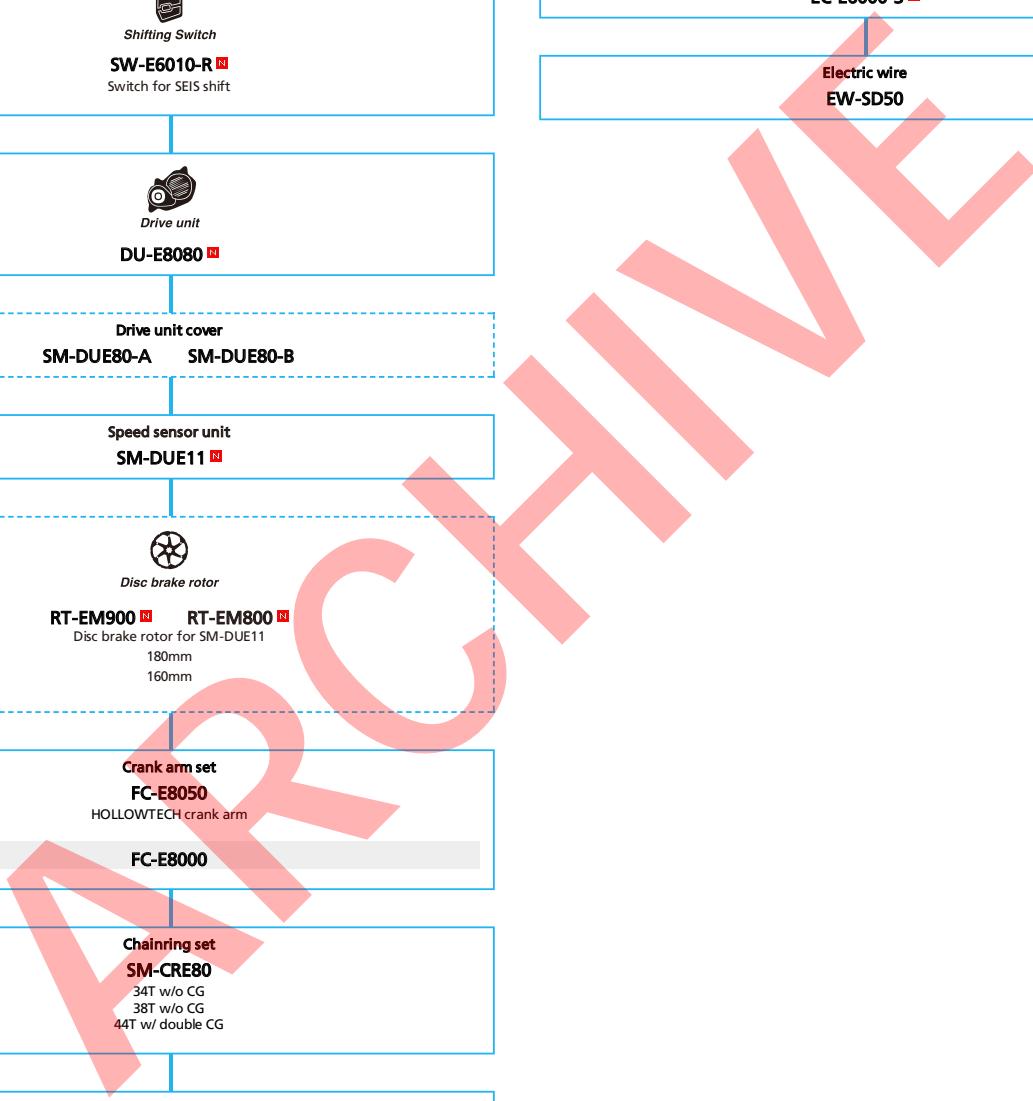 Shifting Switch
SW-E6010-R N
Switch for SEIS shift
Drive unit
DU-E8080 N
Drive unit cover
SM-DUE80-A SM-DUE80-B
Speed sensor unit
SM-DUE11 N
Disc brake rotor
RT-EM900 N RT-EM800 N
Disc brake rotor for SM-DUE11
180mm
160mm
Crank arm set
FC-E8050
HOLLOWTECH crank arm
FC-E8000
Chainring set
SM-CRE80
34T w/o CG
38T w/o CG
44T w/ double CG
Electric wire
EW-SD50
ARCHIVE